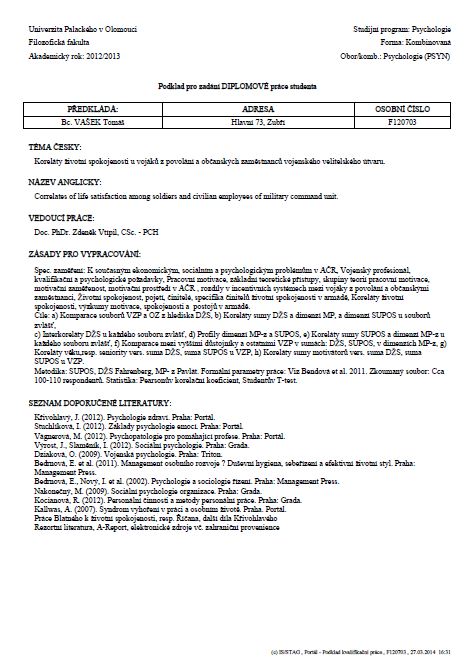 Univerzita Palackého v Olomouci
Studijní program: Psychologie
Filozofická fakulta
Forma: Kombinovaná
Akademický rok: 2012/2013
Obor/komb.: Psychologie (PSYN)
Podklad pro zadání DIPLOMOVÉ práce studenta
PŘEDKLÁDÁ: ADRESA OSOBNÍ ČÍSLO
Bc. VAŠEK Tomáš Hlavní 73, Zubří F120703
TÉMA ČESKY:
Koreláty životní spokojenosti u vojáků z povolání a občanských zaměstnanců vojenského velitelského útvaru.
NÁZEV ANGLICKY:
Correlates of life satisfaction among soldiers and civilian employees of military command unit.
VEDOUCÍ PRÁCE:
Doc. PhDr. Zdeněk Vtípil, CSc. - PCH
ZÁSADY PRO VYPRACOVÁNÍ:
Spec. zaměření: K současným ekonomickým, sociálním a psychologickým problémům v AČR, Vojenský profesionál,
kvalifikační a psychologické požadavky, Pracovní motivace, základní teoretické přístupy, skupiny teorií pracovní motivace,
motivační zaměřenost, motivační prostředí v AČR , rozdíly v incentivních systémech mezi vojáky z povolání a občanskými
zaměstnanci, Životní spokojenost, pojetí, činitelé, specifika činitelů životní spokojenosti v armádě, Koreláty životní
spokojenosti, výzkumy motivace, spokojenosti a postojů v armádě.
Cíle: a) Komparace souborů VZP a OZ z hlediska DŽS, b) Koreláty sumy DŽS a dimenzí MP, a dimenzí SUPOS u souborů
zvlášť,
c) Interkoreláty DŽS u každého souboru zvlášť, d) Profily dimenzí MP-z a SUPOS, e) Koreláty sumy SUPOS a dimenzí MP-z u
každého souboru zvlášť, f) Komparace mezi vyššími důstojníky a ostatními VZP v sumách: DŽS, SUPOS, v dimenzích MP-z, g)
Koreláty věku,resp. seniority vers. suma DŽS, suma SUPOS u VZP, h) Koreláty sumy motivátorů vers. suma DŽS, suma
SUPOS u VZP.
Metodika: SUPOS, DŽS Fahrenberg, MP- z Pavlat. Formální parametry práce: Viz Bendová et al. 2011. Zkoumaný soubor: Cca
100-110 respondentů. Statistika: Pearsonův korelační koeficient, Studentův T-test.
SEZNAM DOPORUČENÉ LITERATURY:
Křivohlavý, J. (2012). Psychologie zdraví. Praha: Portál.
Stuchlíková, I. (2012). Základy psychologie emocí. Praha: Portál.
Vágnerová, M. (2012). Psychopatologie pro pomáhající profese. Praha: Portál.
Výrost, J., Slaměník, I. (2012). Sociální psychologie. Praha: Grada.
Dziaková, O. (2009). Vojenská psychologie. Praha: Triton.
Bedrnová, E. et al. (2011). Management osobního rozvoje ? Duševní hygiena, sebeřízení a efektivní životní styl. Praha:
Management Press.
Bedrnová, E., Nový, I. et al. (2002). Psychologie a sociologie řízení. Praha: Management Press.
Nakonečný, M. (2009). Sociální psychologie organizace. Praha: Grada.
Kocianová, R. (2012). Personální činnosti a metody personální práce. Praha: Grada.
Kallwas, A. (2007). Syndrom vyhoření v práci a osobním životě. Praha. Portál.
Práce Blatného k životní spokojenosti, resp. Říčana, další díla Křivohlavého
Rezortní literatura, A-Report, elektronické zdroje vč. zahraniční provenience
(c) IS/STAG , Portál - Podklad kvalifikační práce , F120703 , 27.03.2014 16:31